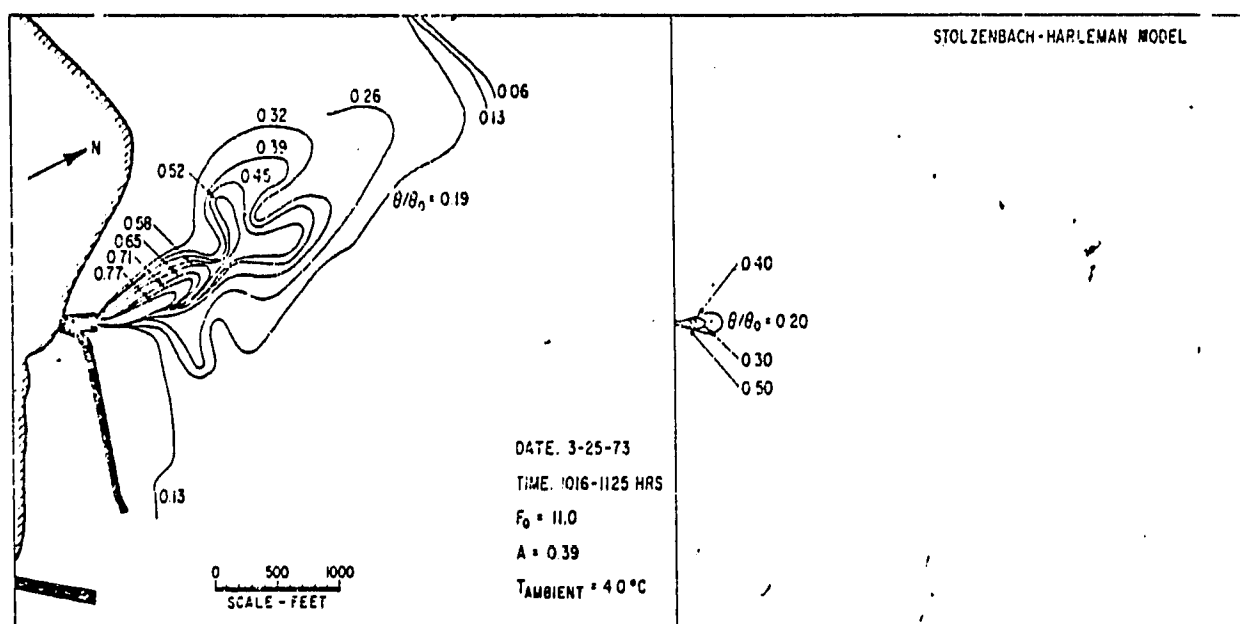 STOLZENBACH-HARLEMAN MODEL
0.06
0.13
0.26
0.32
0.39
0.52
0.45
N
θ/θ₀ = 0.19
0.58
0.65
0.71
0.77
0.40
θ/θ₀ = 0.20
0.30
0.50
DATE. 3-25-73
TIME. 1016-1125 HRS
F₀ = 11.0
A = 0.39
TAMBIENT = 4.0 °C
0.13
0 500 1000
SCALE - FEET